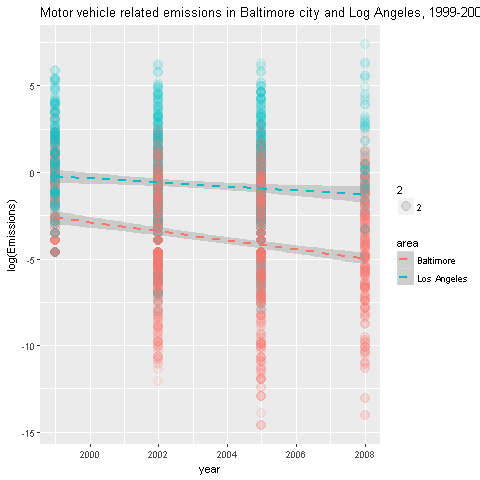 Motor vehicle related emissions in Baltimore city and Log Angeles, 1999-200
log(Emissions)
5
0
-5
-10
-15
2000
2002
2004
2006
2008
year
2
2
area
Baltimore
Los Angeles